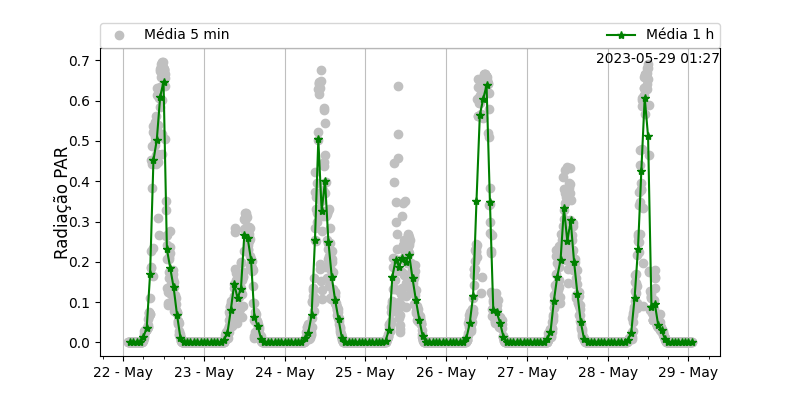 Média 5 min
Média 1 h
2023-05-29 01:27
0.7
0.6
0.5
0.4
0.3
0.2
0.1
0.0
Radiação PAR
22 - May
23 - May
24 - May
25 - May
26 - May
27 - May
28 - May
29 - May